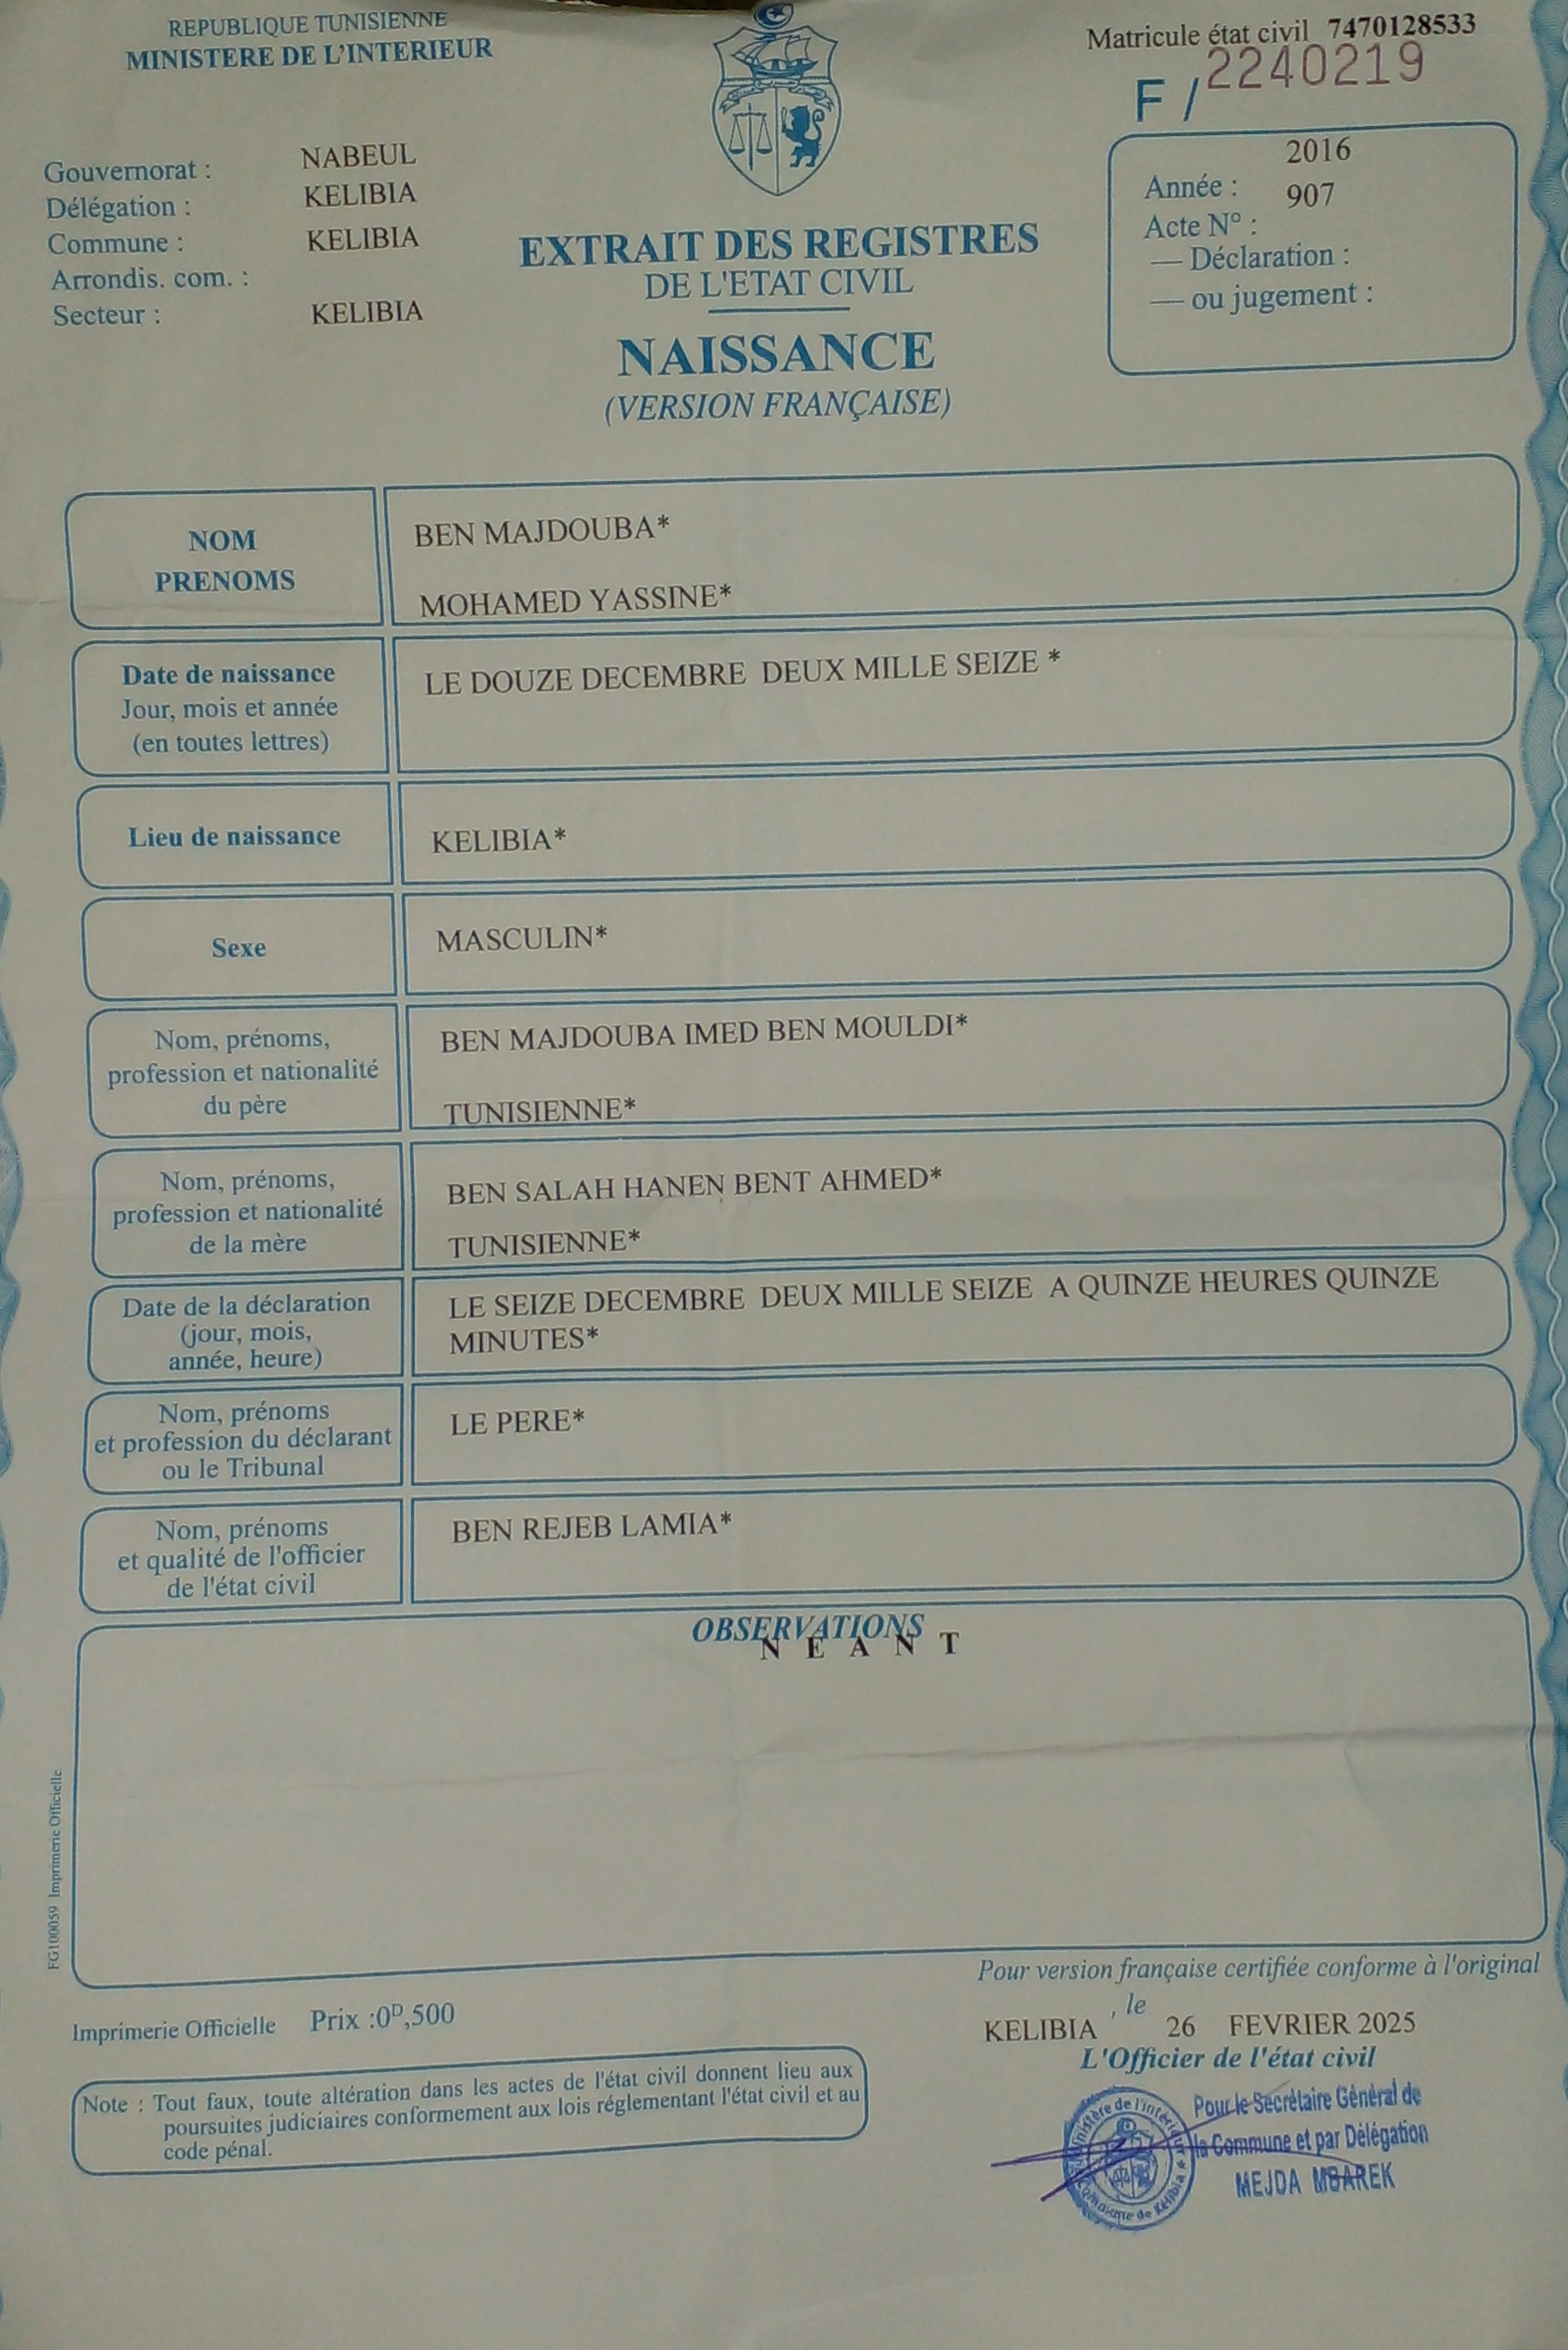 REPUBLIQUE TUNISIENNE
MINISTERE DE L'INTERIEUR
Matricule état civil 7470128533
F / 2240219
Gouvernorat : NABEUL
Délégation : KELIBIA
Commune : KELIBIA
Arrondis. com. :
Secteur : KELIBIA
EXTRAIT DES REGISTRES
DE L'ETAT CIVIL
NAISSANCE
(VERSION FRANÇAISE)
2016
Année :
907
Acte N° :
— Déclaration :
— ou jugement :
NOM
PRENOMS
BEN MAJDOUBA*
MOHAMED YASSINE*
Date de naissance
Jour, mois et année
(en toutes lettres)
LE DOUZE DECEMBRE DEUX MILLE SEIZE *
Lieu de naissance
KELIBIA*
Sexe
MASCULIN*
Nom, prénoms,
profession et nationalité
du père
BEN MAJDOUBA IMED BEN MOULDI*
TUNISIENNE*
Nom, prénoms,
profession et nationalité
de la mère
BEN SALAH HANEN BENT AHMED*
TUNISIENNE*
Date de la déclaration
(jour, mois,
année, heure)
LE SEIZE DECEMBRE DEUX MILLE SEIZE A QUINZE HEURES QUINZE
MINUTES*
Nom, prénoms
et profession du déclarant
ou le Tribunal
LE PERE*
Nom, prénoms
et qualité de l'officier
de l'état civil
BEN REJEB LAMIA*
OBSERVATIONS
N E A N T
FG100059 Imprimerie Officielle
Pour version française certifiée conforme à l'original
Imprimerie Officielle Prix :0D,500
KELIBIA , le 26 FEVRIER 2025
L'Officier de l'état civil
Note : Tout faux, toute altération dans les actes de l'état civil donnent lieu aux
poursuites judiciaires conformement aux lois réglementant l'état civil et au
code pénal.
Pour le Secrétaire Général de
la Commune et par Délégation
MEJDA MBAREK
Ministère de l'intérieur
Commune de Kélibia